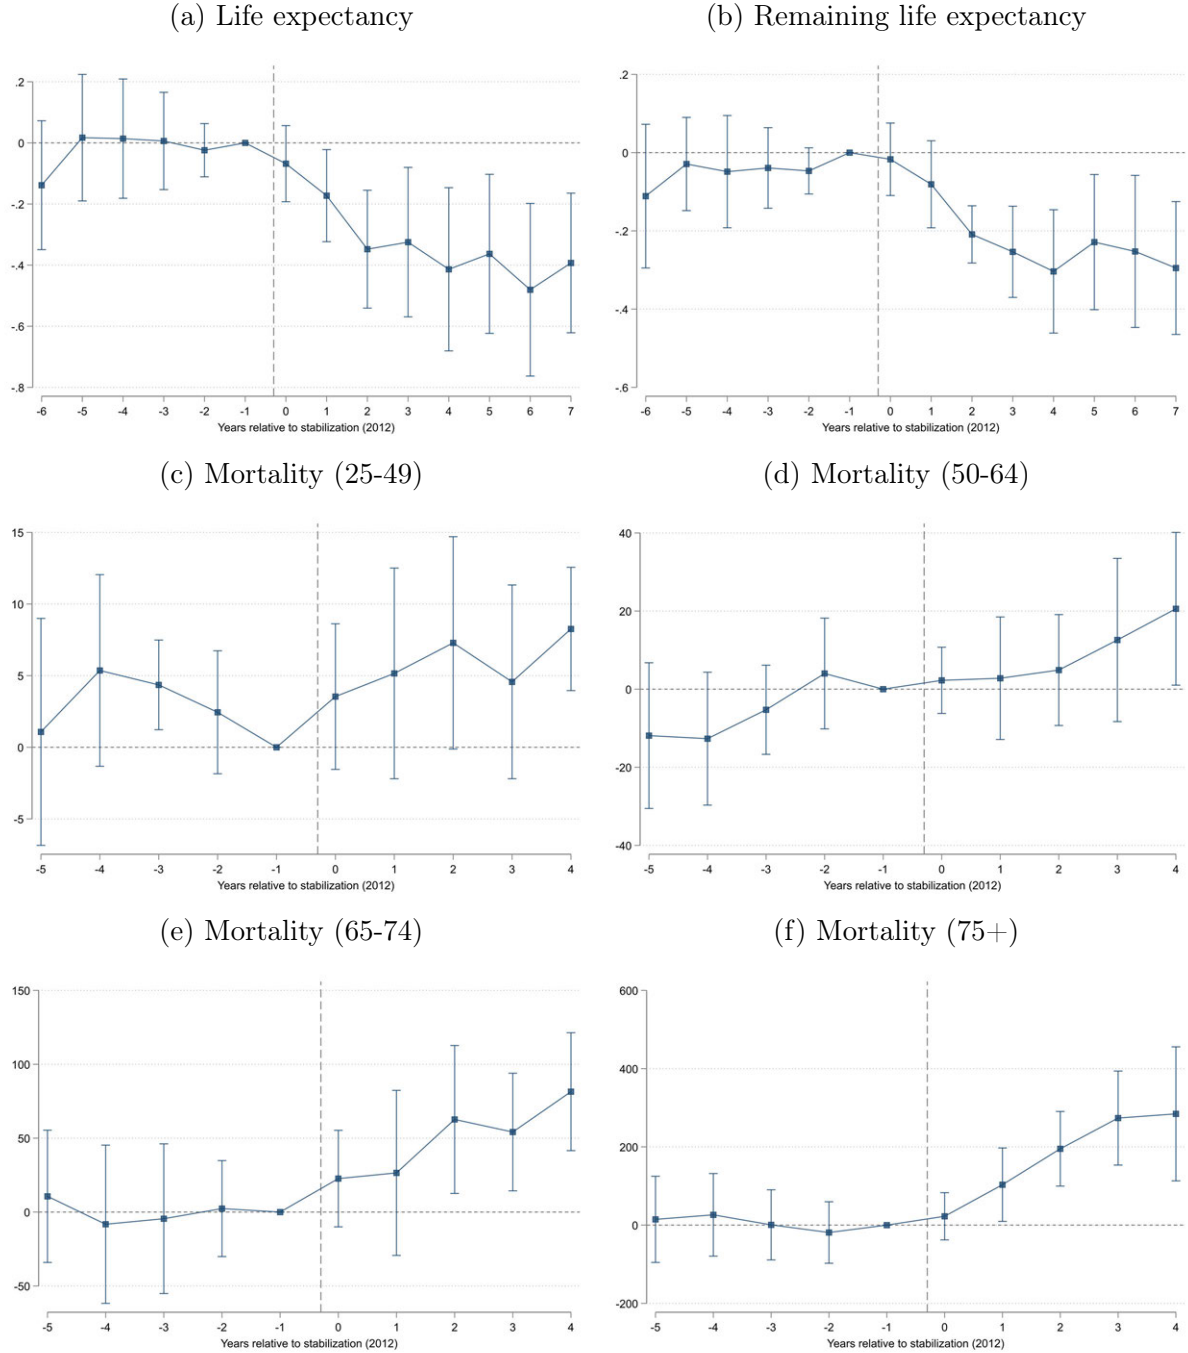 (a) Life expectancy
(b) Remaining life expectancy
.2
0
-.2
-.4
-.6
-.8
-6 -5 -4 -3 -2 -1 0 1 2 3 4 5 6 7
Years relative to stabilization (2012)
.2
0
-.2
-.4
-.6
-6 -5 -4 -3 -2 -1 0 1 2 3 4 5 6 7
Years relative to stabilization (2012)
(c) Mortality (25-49)
(d) Mortality (50-64)
15
10
5
0
-5
-5 -4 -3 -2 -1 0 1 2 3 4
Years relative to stabilization (2012)
40
20
0
-20
-40
-5 -4 -3 -2 -1 0 1 2 3 4
Years relative to stabilization (2012)
(e) Mortality (65-74)
(f) Mortality (75+)
150
100
50
0
-50
-5 -4 -3 -2 -1 0 1 2 3 4
Years relative to stabilization (2012)
600
400
200
0
-200
-5 -4 -3 -2 -1 0 1 2 3 4
Years relative to stabilization (2012)